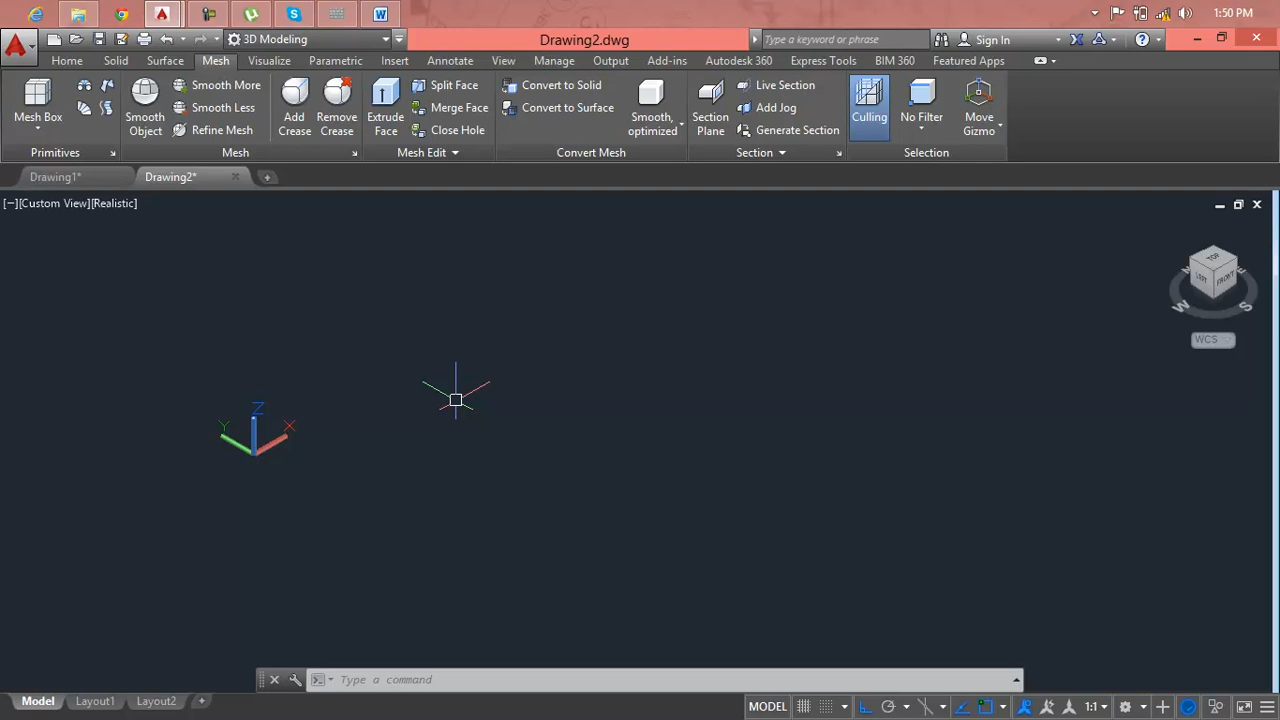 1:50 PM
3D Modeling
Drawing2.dwg
Type a keyword or phrase
Sign In
Home Solid Surface Mesh Visualize Parametric Insert Annotate View Manage Output Add-ins Autodesk 360 Express Tools BIM 360 Featured Apps
Mesh Box
Primitives
Smooth Object
Smooth More
Smooth Less
Refine Mesh
Mesh
Add Crease
Remove Crease
Extrude Face
Split Face
Merge Face
Close Hole
Mesh Edit
Convert to Solid
Convert to Surface
Smooth, optimized
Convert Mesh
Section Plane
Live Section
Add Jog
Generate Section
Section
Culling
No Filter
Move Gizmo
Selection
Drawing1* Drawing2*
[−][Custom View][Realistic]
TOP
LEFT FRONT
W S
WCS
Z
Y X
Type a command
Model Layout1 Layout2
MODEL 1:1